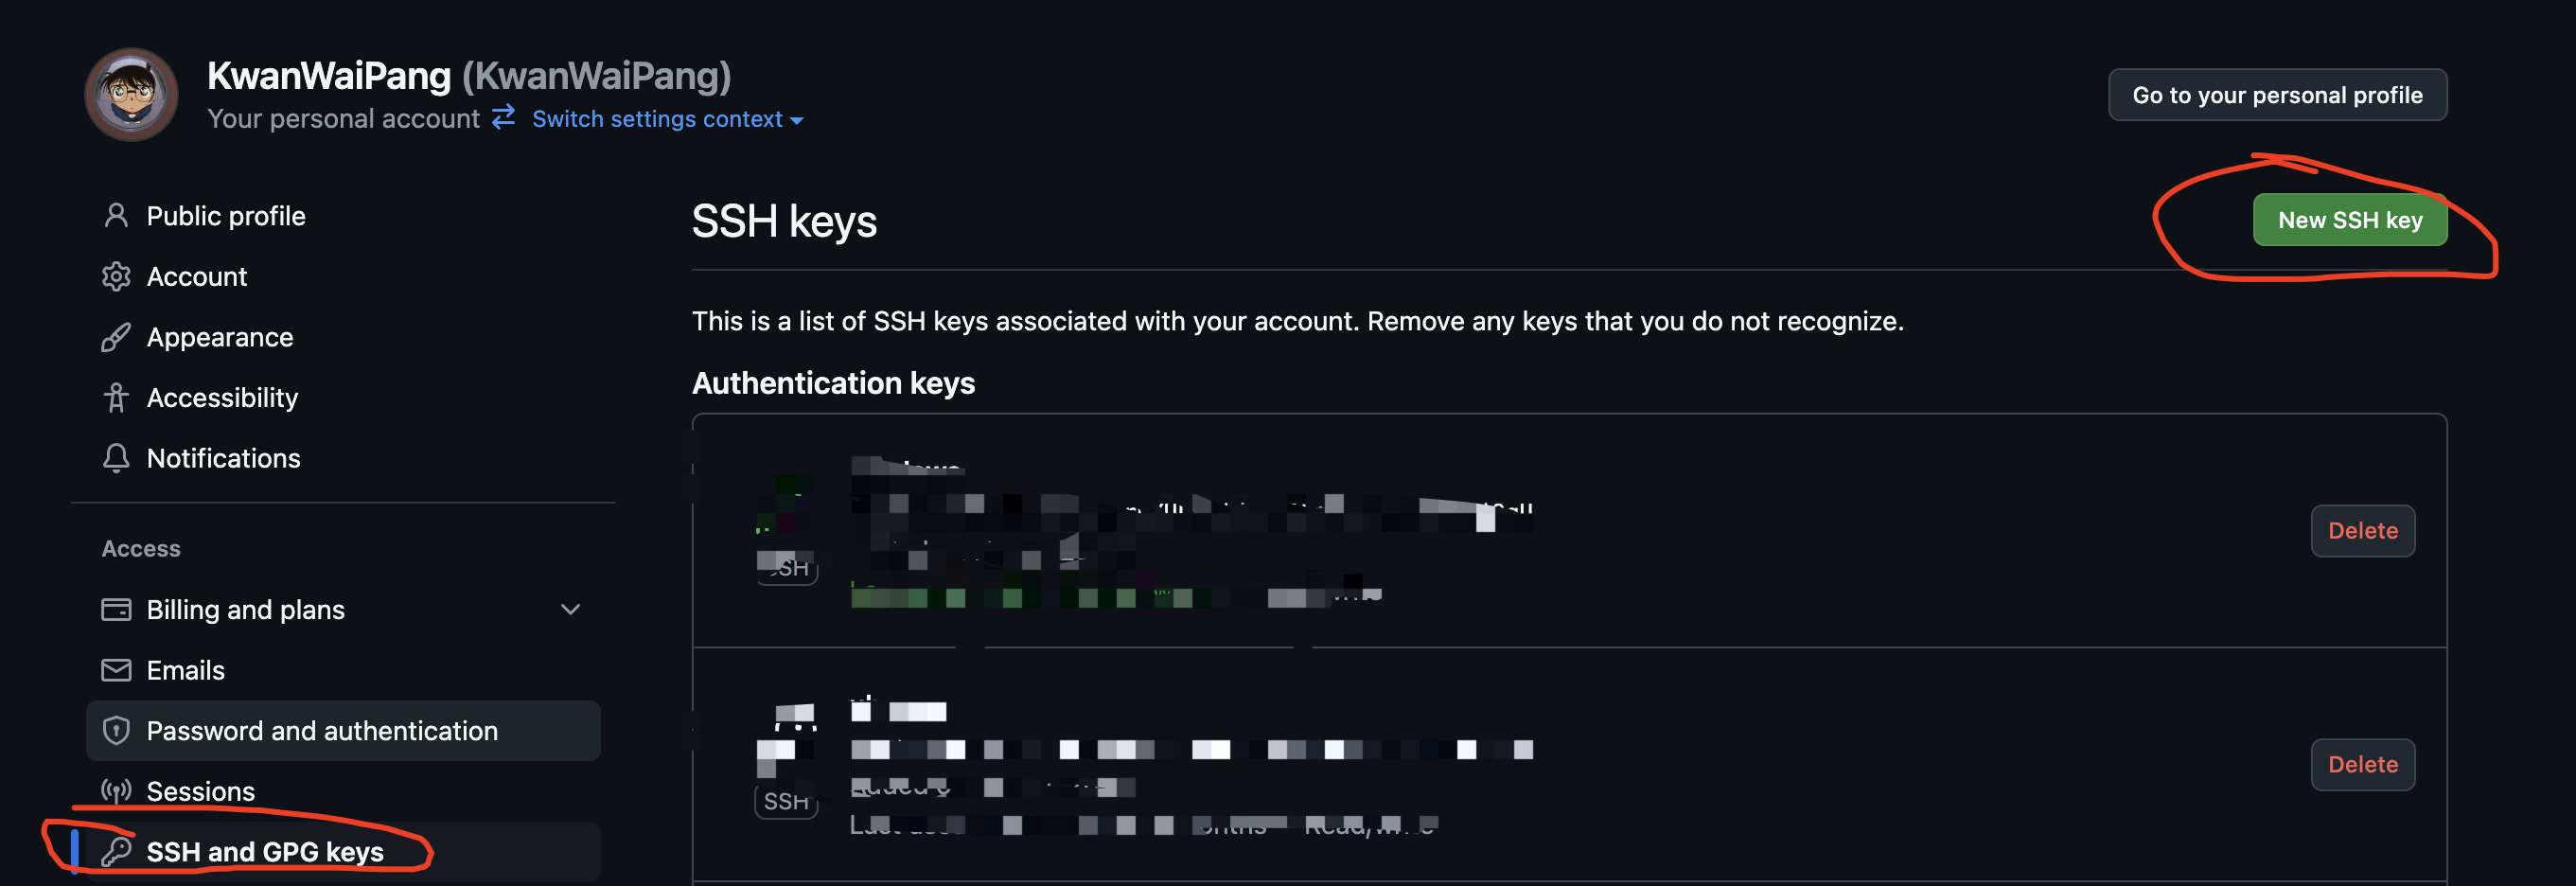 KwanWaiPang (KwanWaiPang)
Your personal account Switch settings context
Go to your personal profile
Public profile
Account
Appearance
Accessibility
Notifications
Access
Billing and plans
Emails
Password and authentication
Sessions
SSH and GPG keys
SSH keys
New SSH key
This is a list of SSH keys associated with your account. Remove any keys that you do not recognize.
Authentication keys
SSH
Delete
SSH
Delete